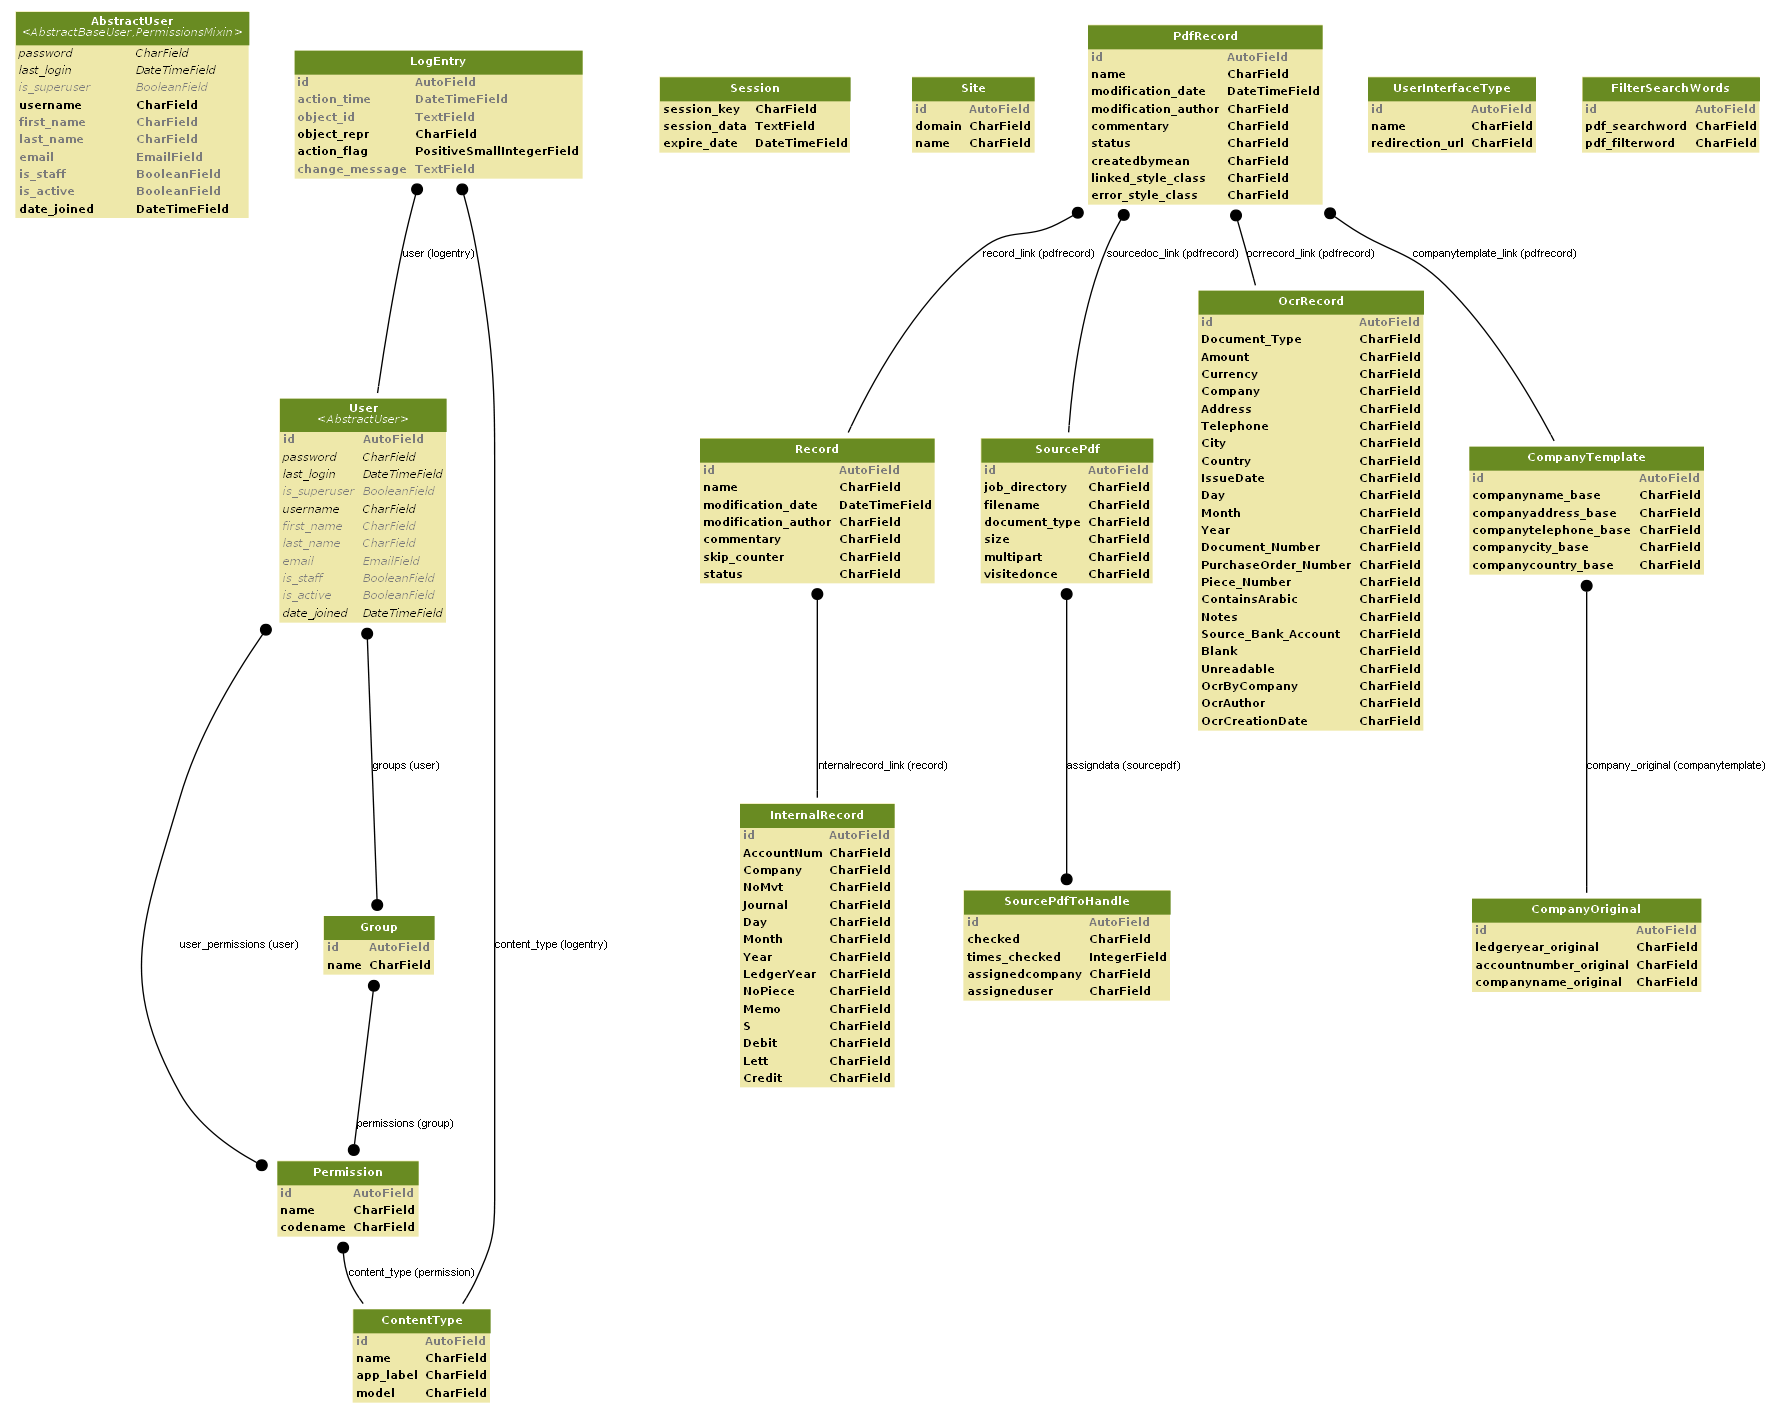 AbstractUser
<AbstractBaseUser,PermissionsMixin>
password CharField
last_login DateTimeField
is_superuser BooleanField
username CharField
first_name CharField
last_name CharField
email EmailField
is_staff BooleanField
is_active BooleanField
date_joined DateTimeField
LogEntry
id AutoField
action_time DateTimeField
object_id TextField
object_repr CharField
action_flag PositiveSmallIntegerField
change_message TextField
Session
session_key CharField
session_data TextField
expire_date DateTimeField
Site
id AutoField
domain CharField
name CharField
PdfRecord
id AutoField
name CharField
modification_date DateTimeField
modification_author CharField
commentary CharField
status CharField
createdbymean CharField
linked_style_class CharField
error_style_class CharField
UserInterfaceType
id AutoField
name CharField
redirection_url CharField
FilterSearchWords
id AutoField
pdf_searchword CharField
pdf_filterword CharField
user (logentry)
record_link (pdfrecord)
sourcedoc_link (pdfrecord)
ocrrecord_link (pdfrecord)
companytemplate_link (pdfrecord)
User
<AbstractUser>
id AutoField
password CharField
last_login DateTimeField
is_superuser BooleanField
username CharField
first_name CharField
last_name CharField
email EmailField
is_staff BooleanField
is_active BooleanField
date_joined DateTimeField
Record
id AutoField
name CharField
modification_date DateTimeField
modification_author CharField
commentary CharField
skip_counter CharField
status CharField
SourcePdf
id AutoField
job_directory CharField
filename CharField
document_type CharField
size CharField
multipart CharField
visitedonce CharField
OcrRecord
id AutoField
Document_Type CharField
Amount CharField
Currency CharField
Company CharField
Address CharField
Telephone CharField
City CharField
Country CharField
IssueDate CharField
Day CharField
Month CharField
Year CharField
Document_Number CharField
PurchaseOrder_Number CharField
Piece_Number CharField
ContainsArabic CharField
Notes CharField
Source_Bank_Account CharField
Blank CharField
Unreadable CharField
OcrByCompany CharField
OcrAuthor CharField
OcrCreationDate CharField
CompanyTemplate
id AutoField
companyname_base CharField
companyaddress_base CharField
companytelephone_base CharField
companycity_base CharField
companycountry_base CharField
groups (user)
nternalrecord_link (record)
assigndata (sourcepdf)
company_original (companytemplate)
InternalRecord
id AutoField
AccountNum CharField
Company CharField
NoMvt CharField
Journal CharField
Day CharField
Month CharField
Year CharField
LedgerYear CharField
NoPiece CharField
Memo CharField
S CharField
Debit CharField
Lett CharField
Credit CharField
SourcePdfToHandle
id AutoField
checked CharField
times_checked IntegerField
assignedcompany CharField
assigneduser CharField
CompanyOriginal
id AutoField
ledgeryear_original CharField
accountnumber_original CharField
companyname_original CharField
Group
id AutoField
name CharField
user_permissions (user)
content_type (logentry)
permissions (group)
Permission
id AutoField
name CharField
codename CharField
content_type (permission)
ContentType
id AutoField
name CharField
app_label CharField
model CharField